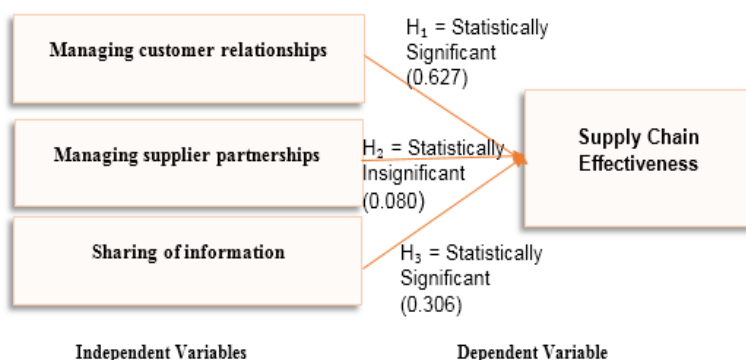 Managing customer relationships
H₁ = Statistically
Significant
(0.627)
Managing supplier partnerships
H₂ = Statistically
Insignificant
(0.080)
Sharing of information
H₃ = Statistically
Significant
(0.306)
Supply Chain
Effectiveness
Independent Variables
Dependent Variable